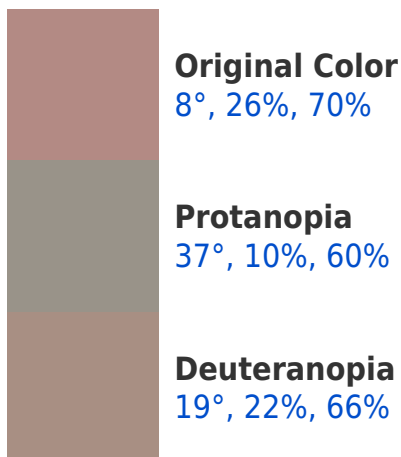 Original Color
8°, 26%, 70%
Protanopia
37°, 10%, 60%
Deuteranopia
19°, 22%, 66%